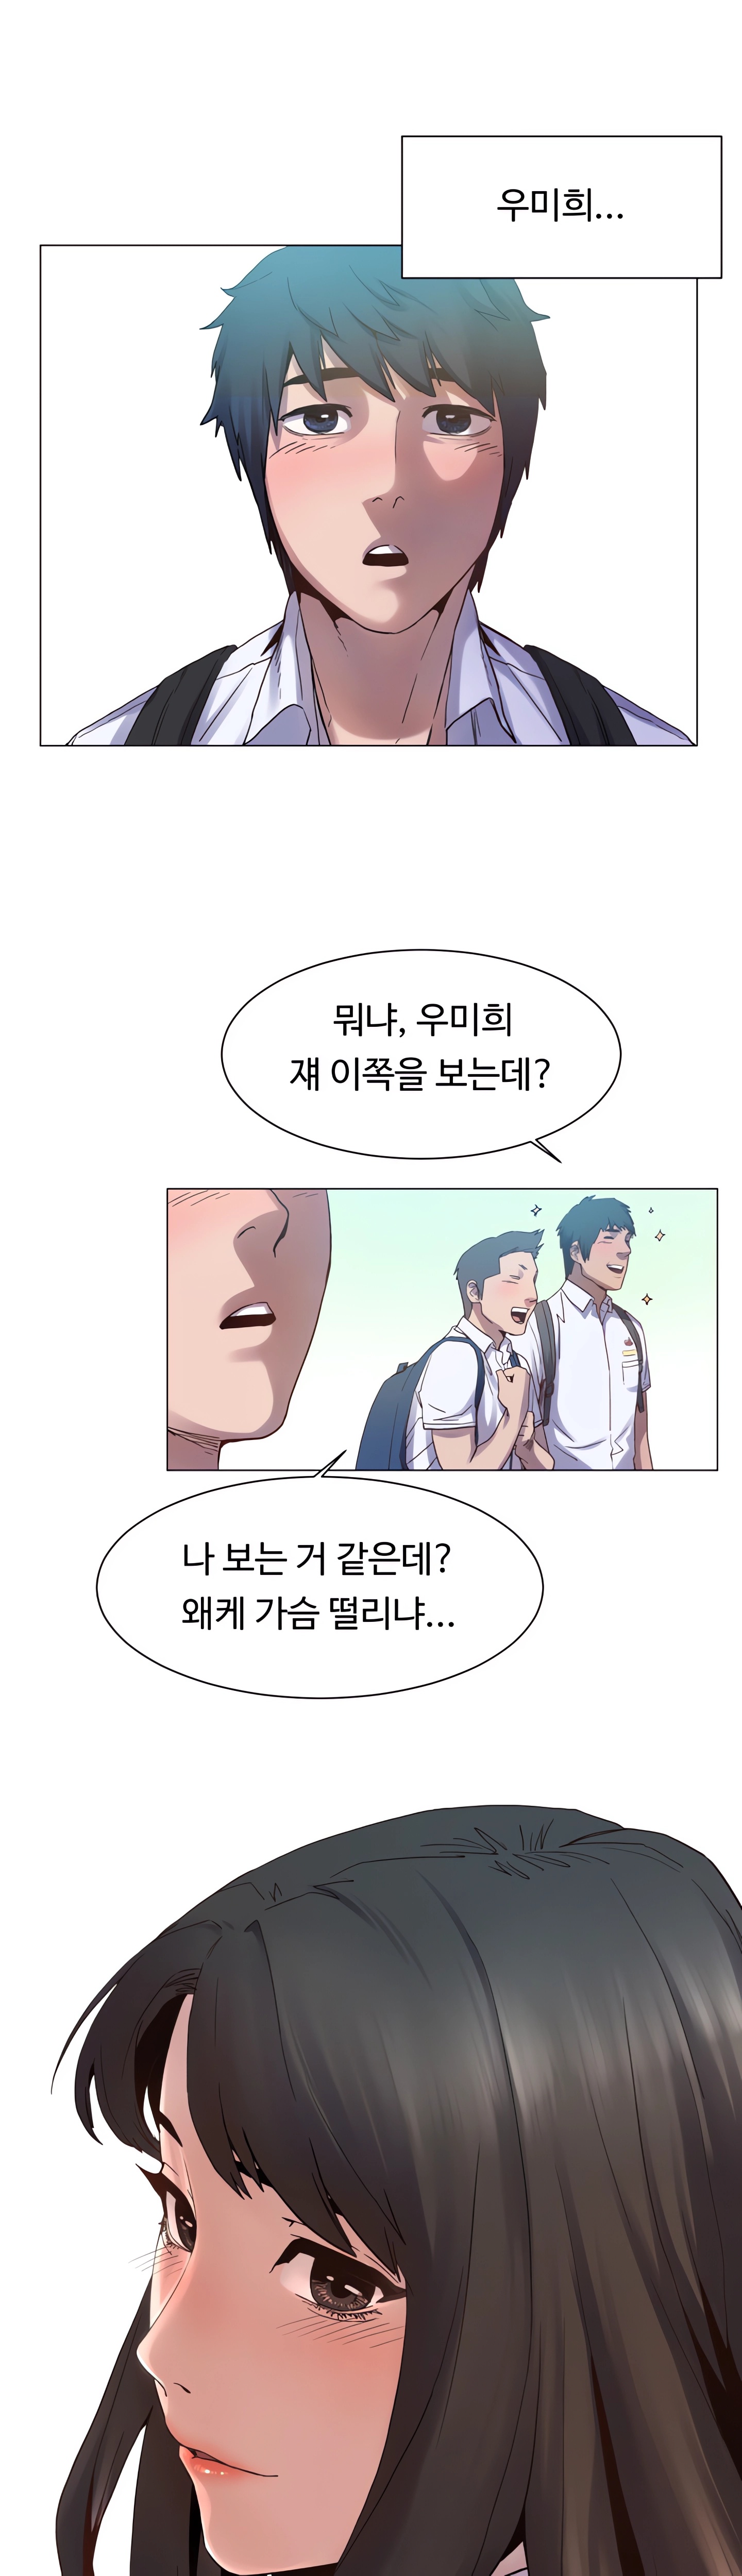 우미희...
뭐냐, 우미희
쟤 이쪽을 보는데?
나 보는 거 같은데?
왜케 가슴 떨리냐...